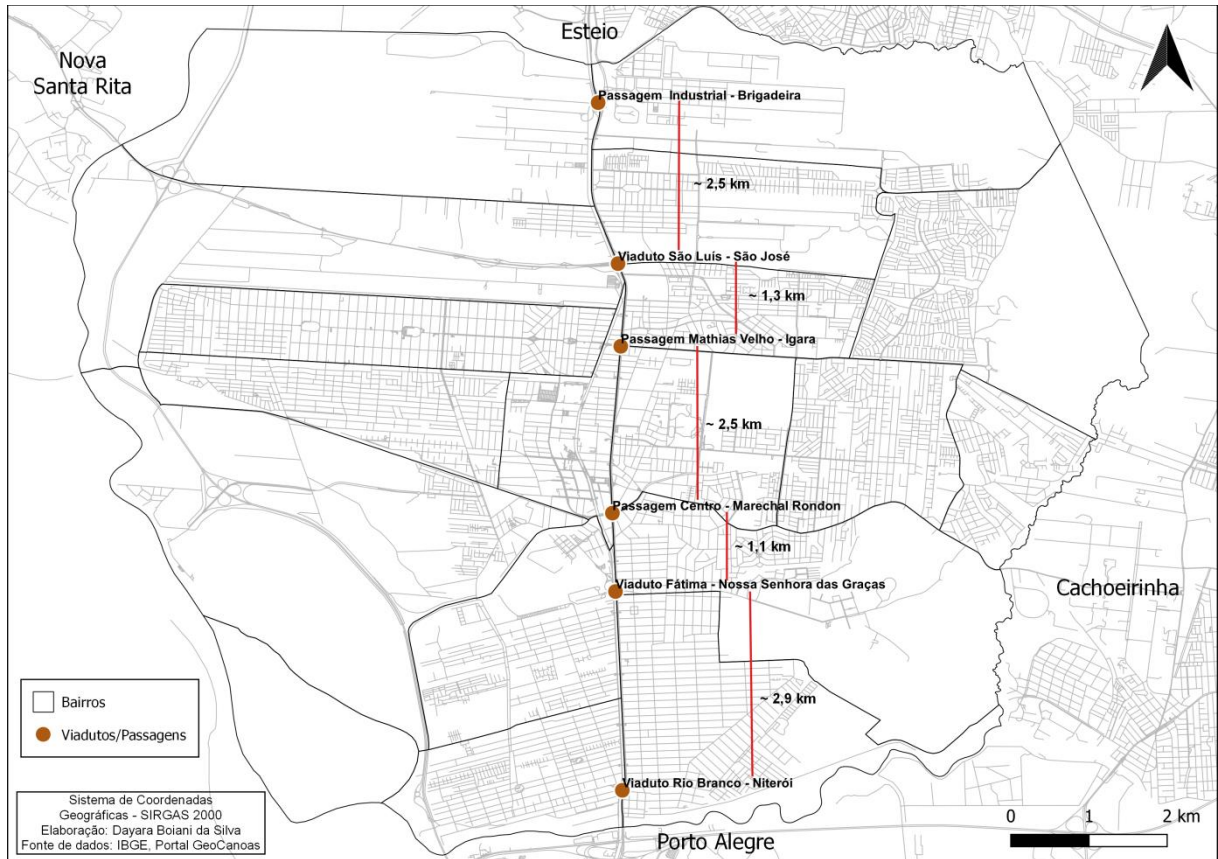 Esteio
Nova
Santa Rita
Passagem Industrial - Brigadeira
~ 2,5 km
Viaduto São Luis - São José
~ 1,3 km
Passagem Mathias Velho - Igara
~ 2,5 km
Passagem Centro - Marechal Rondon
~ 1,1 km
Viaduto Fátima - Nossa Senhora das Graças
Cachoeirinha
~ 2,9 km
Bairros
Viadutos/Passagens
Viaduto Rio Branco - Niterói
Sistema de Coordenadas
Geográficas - SIRGAS 2000
Elaboração: Dayara Boiani da Silva
Fonte de dados: IBGE, Portal GeoCanoas
Porto Alegre
0 1 2 km